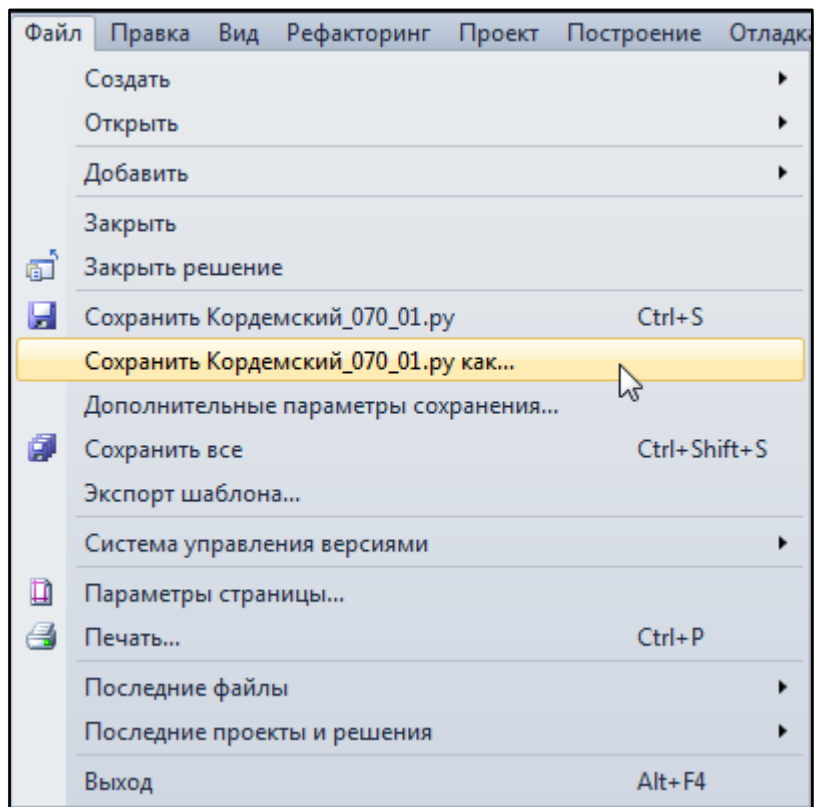 Файл Правка Вид Рефакторинг Проект Построение Отладка
Создать
Открыть
Добавить
Закрыть
Закрыть решение
Сохранить Кордемский_070_01.py Ctrl+S
Сохранить Кордемский_070_01.py как...
Дополнительные параметры сохранения...
Сохранить все Ctrl+Shift+S
Экспорт шаблона...
Система управления версиями
Параметры страницы...
Печать... Ctrl+P
Последние файлы
Последние проекты и решения
Выход Alt+F4